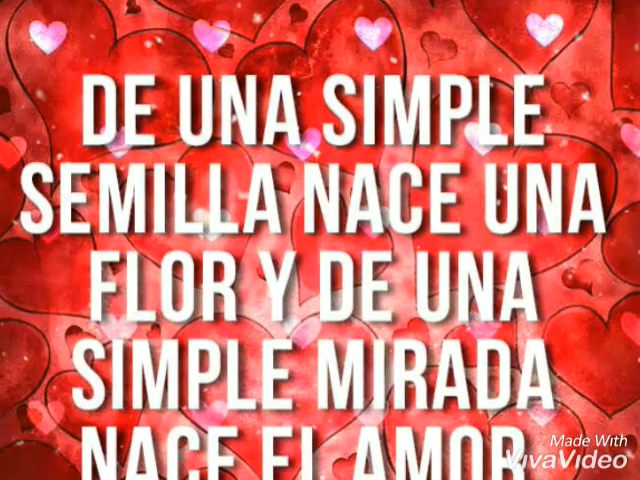 DE UNA SIMPLE
SEMILLA NACE UNA
FLOR Y DE UNA
SIMPLE MIRADA
NACE EL AMOR
Made With
VivaVideo